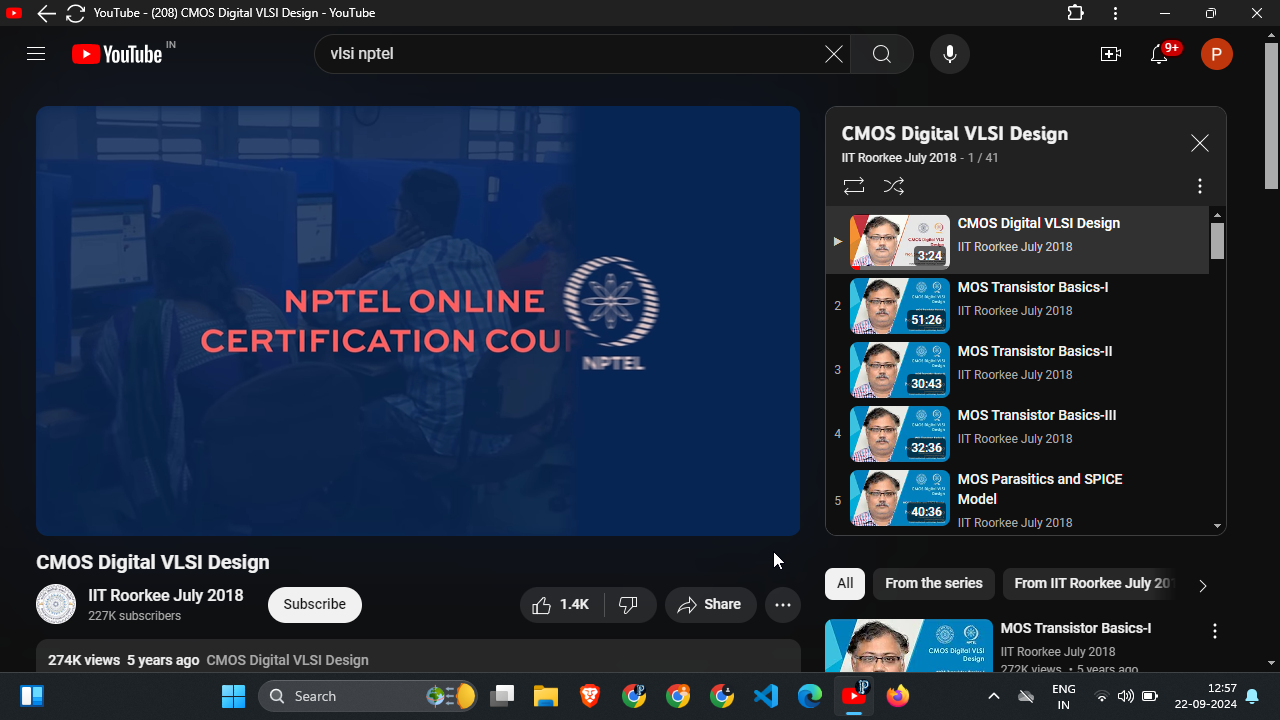 YouTube - (208) CMOS Digital VLSI Design - YouTube
YouTube IN
vlsi nptel
9+
P
NPTEL ONLINE
CERTIFICATION COU
NPTEL
CMOS Digital VLSI Design
IIT Roorkee July 2018
227K subscribers
Subscribe
1.4K
Share
274K views 5 years ago CMOS Digital VLSI Design
CMOS Digital VLSI Design
IIT Roorkee July 2018 - 1 / 41
3:24
CMOS Digital VLSI Design
IIT Roorkee July 2018
2
51:26
MOS Transistor Basics-I
IIT Roorkee July 2018
3
30:43
MOS Transistor Basics-II
IIT Roorkee July 2018
4
32:36
MOS Transistor Basics-III
IIT Roorkee July 2018
5
40:36
MOS Parasitics and SPICE
Model
IIT Roorkee July 2018
All
From the series
From IIT Roorkee July 20
CMOS Digital VLSI
Design
MOS Transistor Basics-I
IIT Roorkee July 2018
272K views • 5 years ago
Search
ENG
IN
12:57
22-09-2024